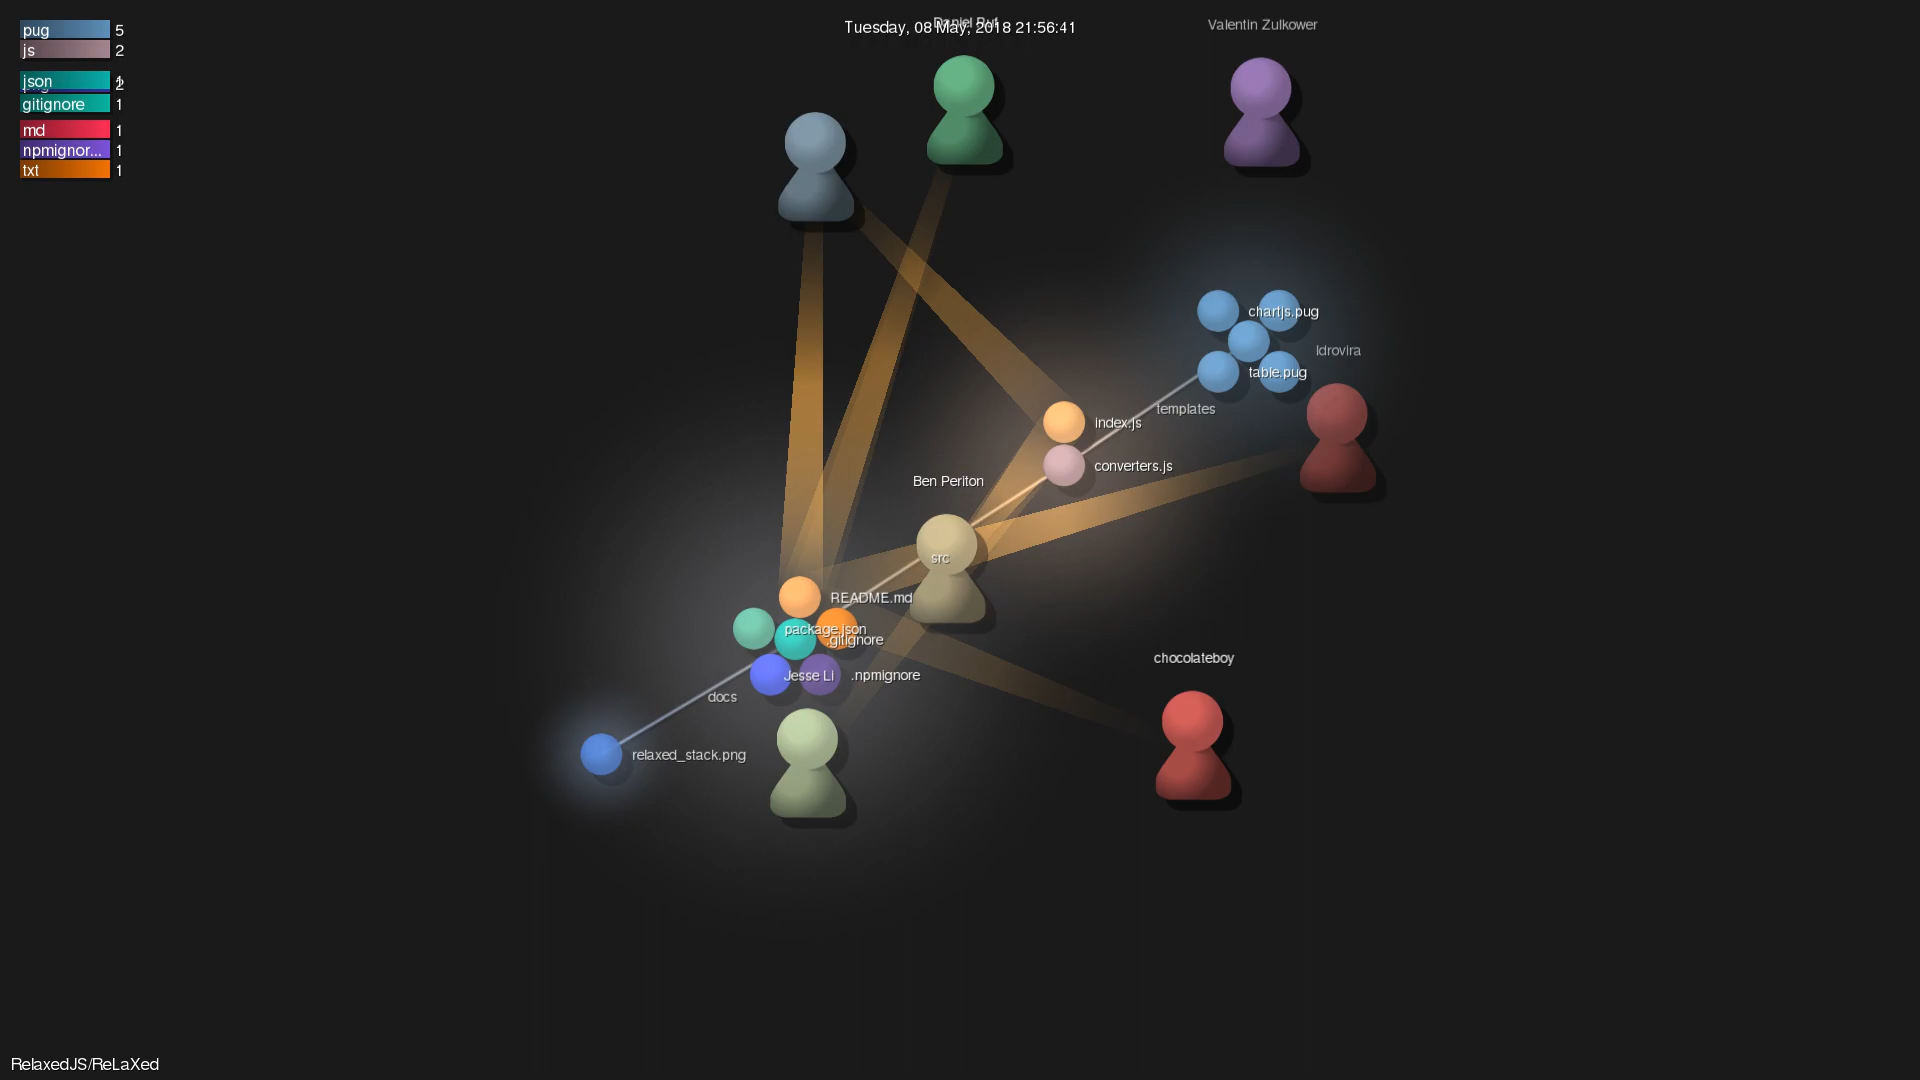 Tuesday, 08 May, 2018 21:56:41
Valentin Zulkower
pug 5
js 2
json
gitignore 1
md 1
npmignor... 1
txt 1
chartjs.pug
ldrovira
table.pug
templates
index.js
converters.js
Ben Periton
src
README.md
package.json
.gitignore
Jesse Li
.npmignore
chocolateboy
docs
relaxed_stack.png
RelaxedJS/ReLaXed